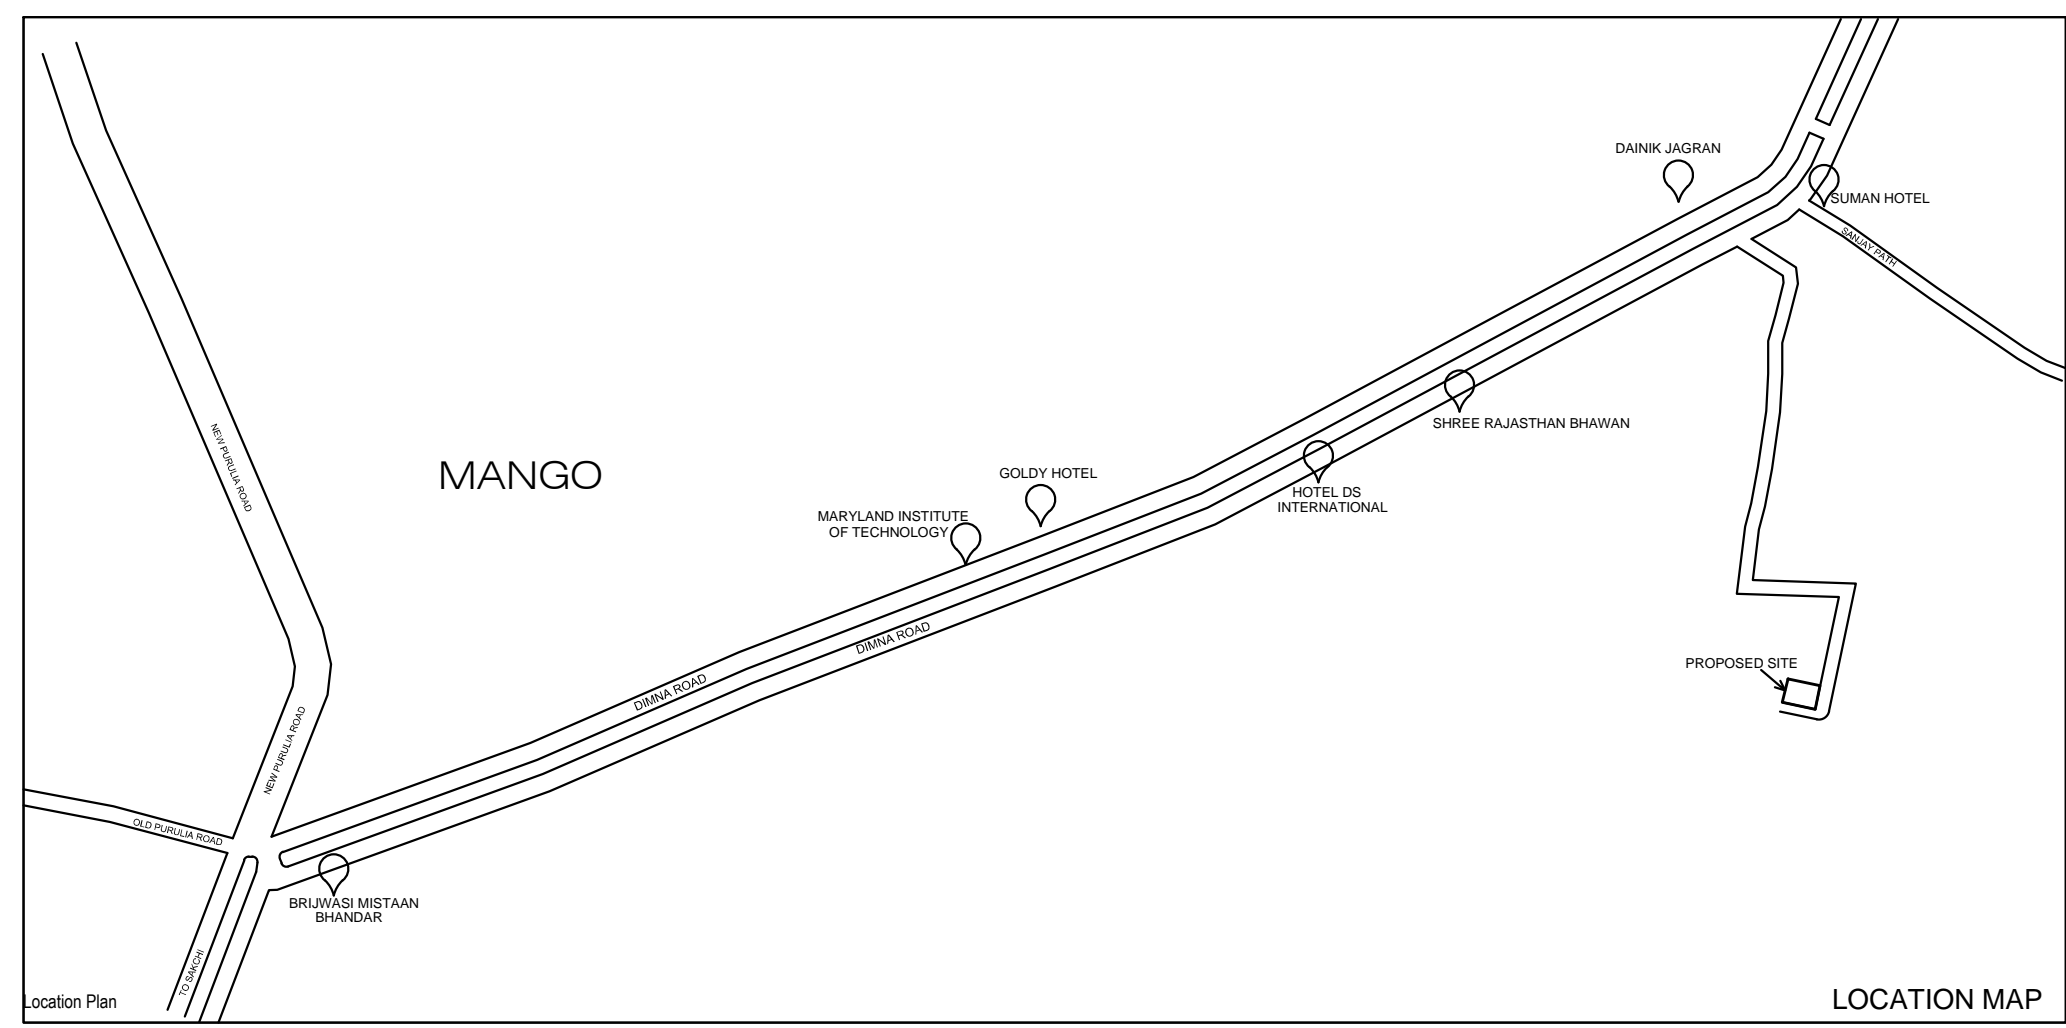 DAINIK JAGRAN
SUMAN HOTEL
SANJAY PATH
NEW PURULIA ROAD
MANGO
SHREE RAJASTHAN BHAWAN
GOLDY HOTEL
HOTEL DS
INTERNATIONAL
MARYLAND INSTITUTE
OF TECHNOLOGY
DIMNA ROAD
DIMNA ROAD
PROPOSED SITE
NEW PURULIA ROAD
OLD PURULIA ROAD
BRIJWASI MISTAAN
BHANDAR
TO SAKCHI
Location Plan
LOCATION MAP